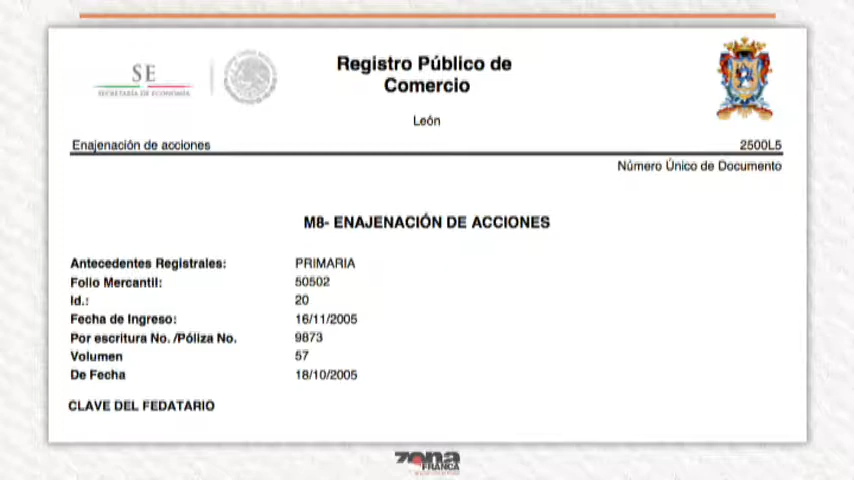 SE
SECRETARÍA DE ECONOMÍA
Registro Público de
Comercio
León
Enajenación de acciones 2500L5
Número Único de Documento
M8- ENAJENACIÓN DE ACCIONES
Antecedentes Registrales: PRIMARIA
Folio Mercantil: 50502
Id.: 20
Fecha de Ingreso: 16/11/2005
Por escritura No. /Póliza No. 9873
Volumen 57
De Fecha 18/10/2005
CLAVE DEL FEDATARIO
zona
FRANCA